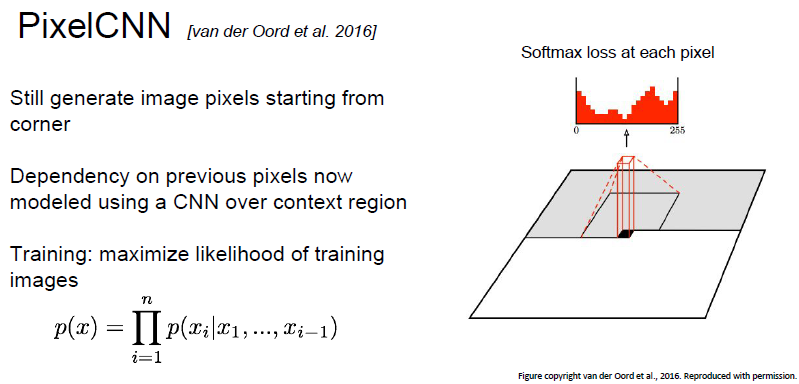 PixelCNN [van der Oord et al. 2016]
Still generate image pixels starting from
corner
Dependency on previous pixels now
modeled using a CNN over context region
Training: maximize likelihood of training
images
p(x) = ∏_{i=1}^{n} p(x_i|x_1, ..., x_{i−1})
Softmax loss at each pixel
0 255
Figure copyright van der Oord et al., 2016. Reproduced with permission.